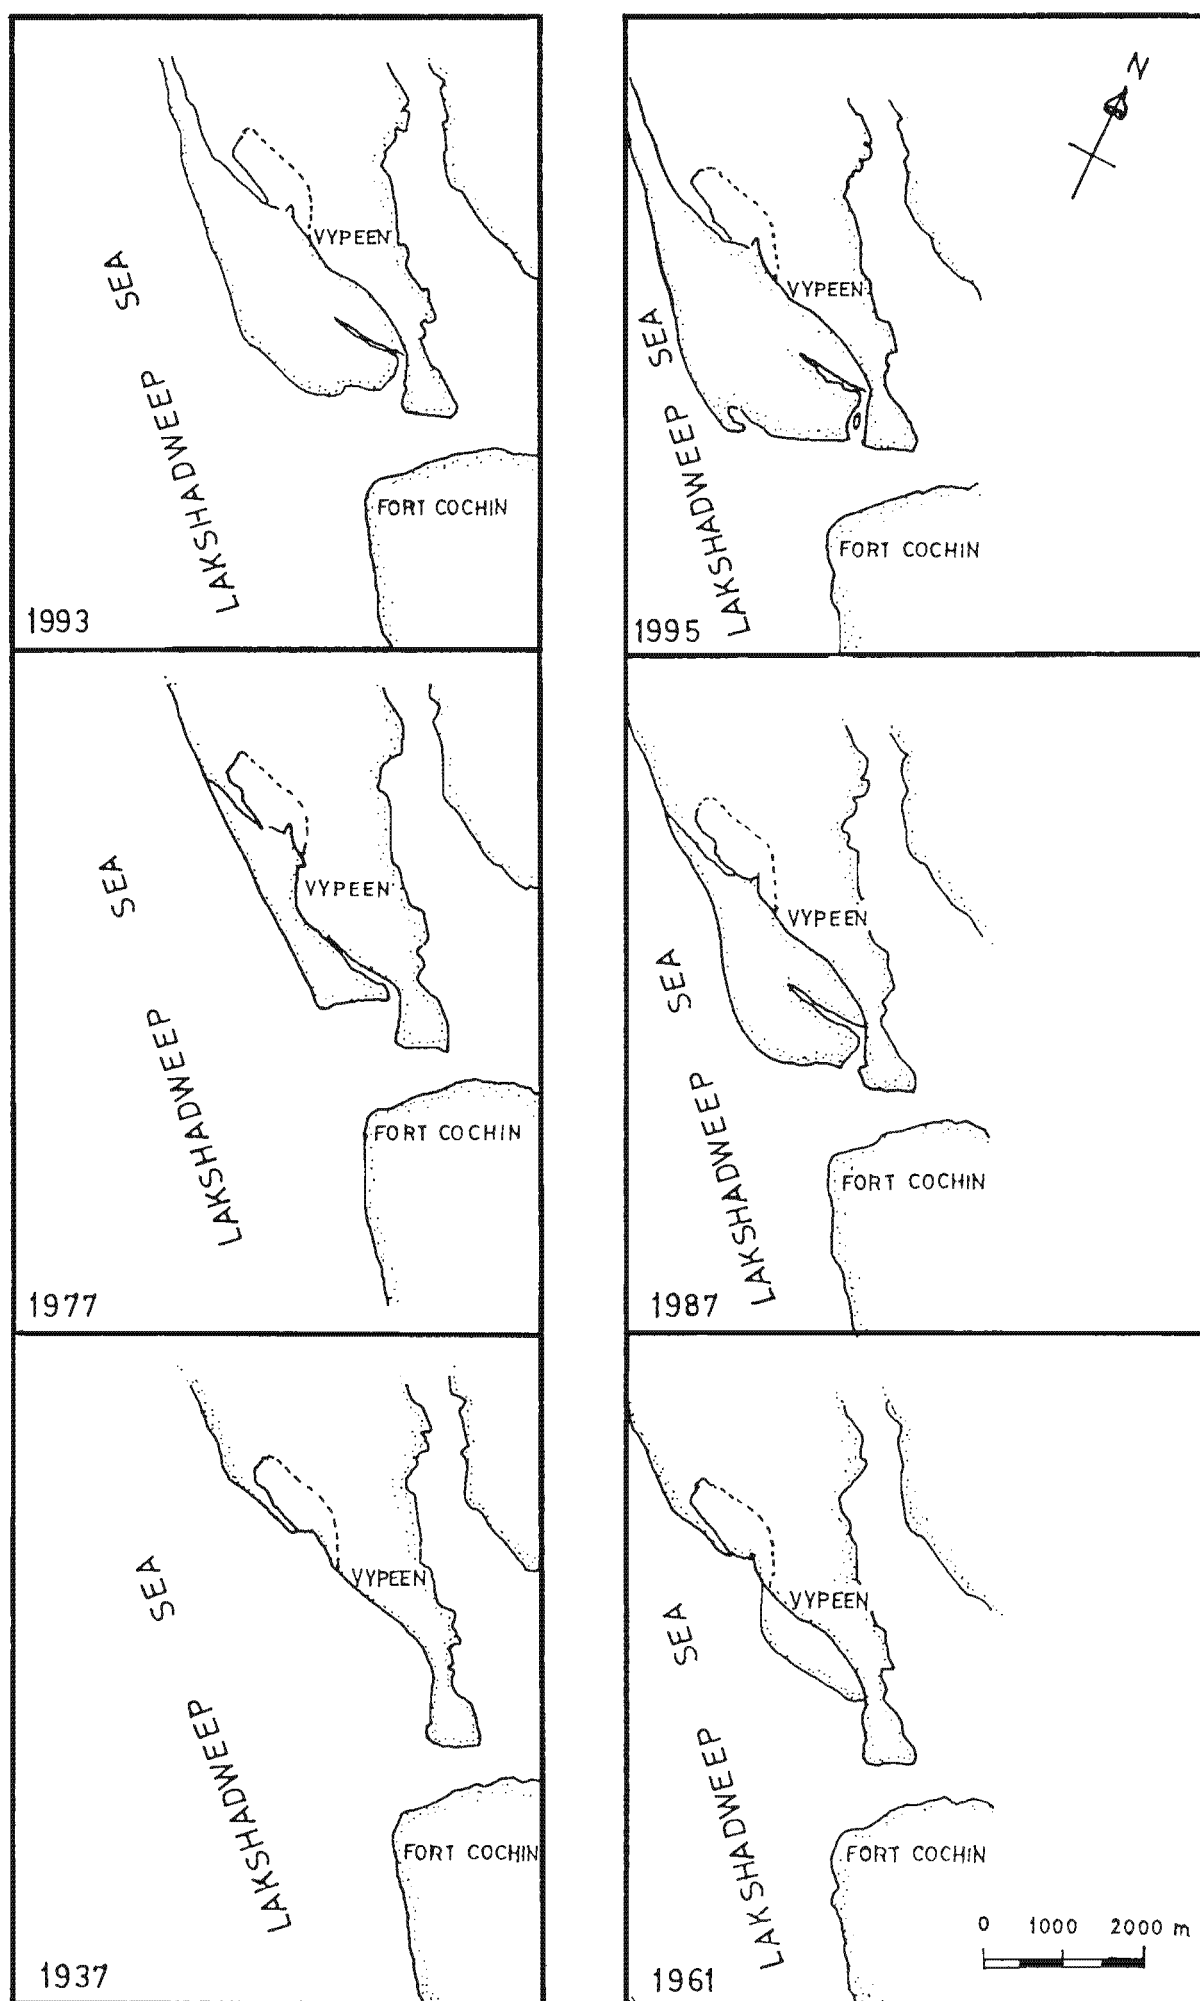 VYPEEN
LAKSHADWEEP SEA
FORT COCHIN
1993
N
VYPEEN
LAKSHADWEEP SEA
FORT COCHIN
1995
VYPEEN
LAKSHADWEEP SEA
FORT COCHIN
1977
VYPEEN
LAKSHADWEEP SEA
FORT COCHIN
1987
VYPEEN
LAKSHADWEEP SEA
FORT COCHIN
1937
VYPEEN
LAKSHADWEEP SEA
FORT COCHIN
0 1000 2000 m
1961